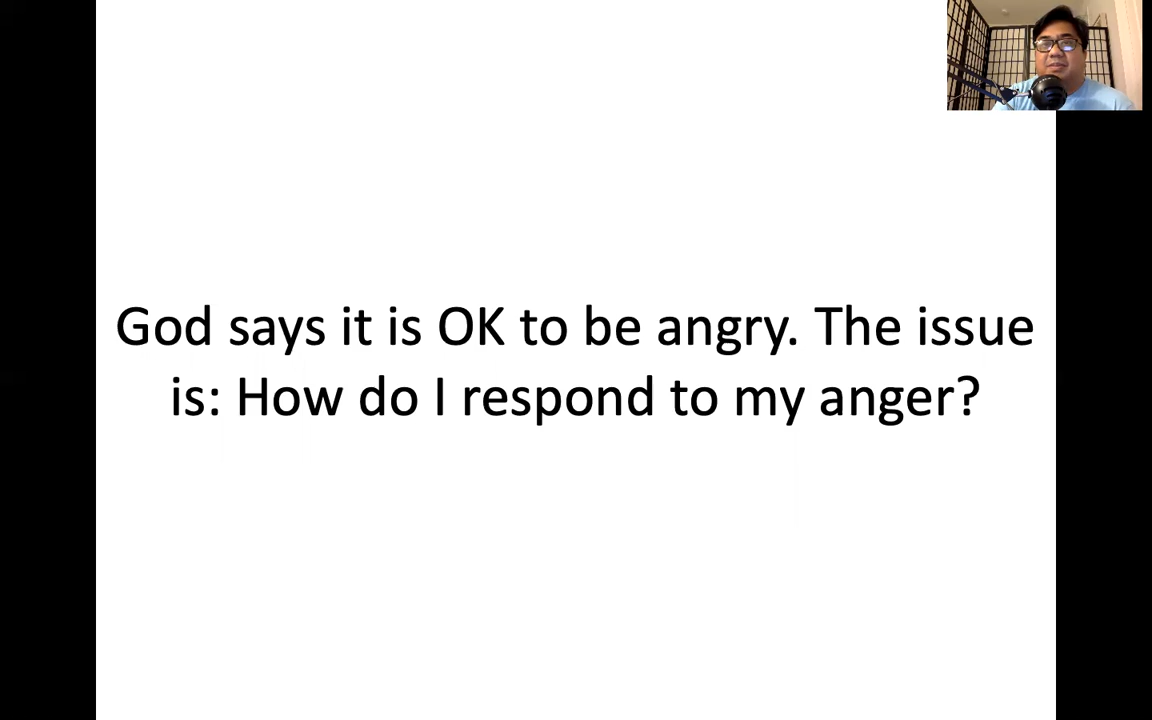 God says it is OK to be angry. The issue
is: How do I respond to my anger?